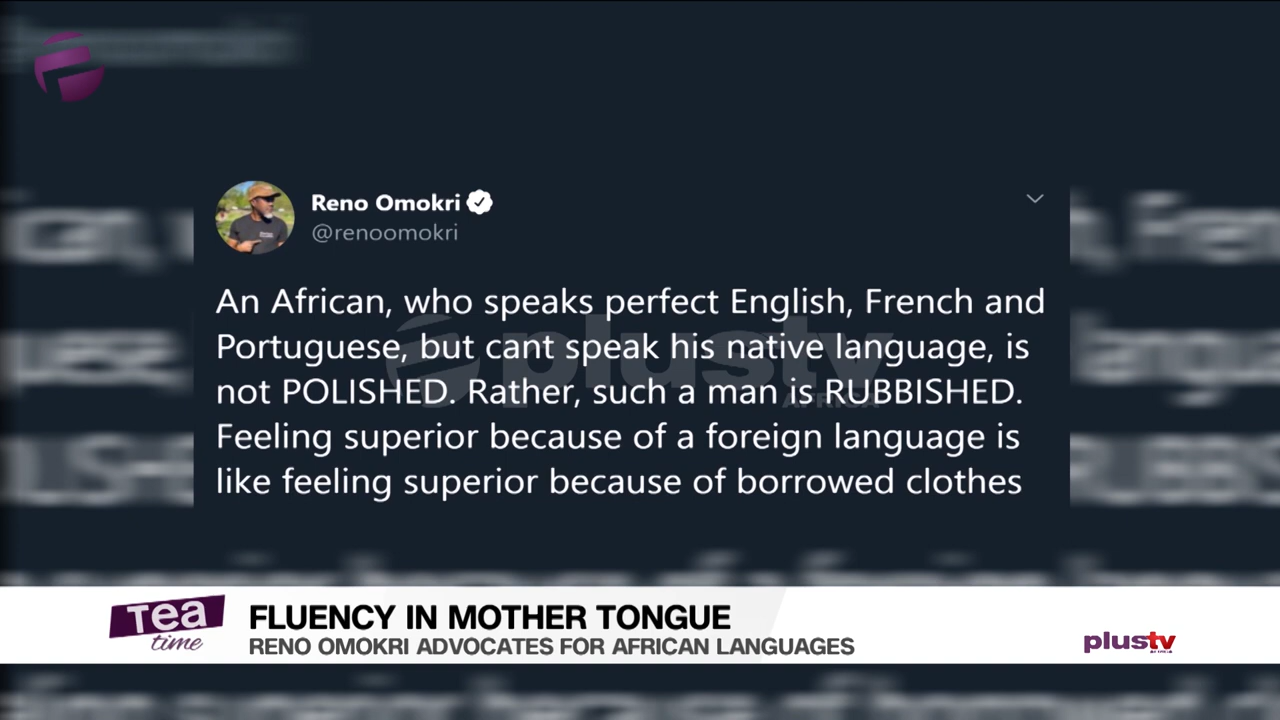 Reno Omokri
@renoomokri
An African, who speaks perfect English, French and
Portuguese, but cant speak his native language, is
not POLISHED. Rather, such a man is RUBBISHED.
Feeling superior because of a foreign language is
like feeling superior because of borrowed clothes
plustv
AFRICA
Tea
time
FLUENCY IN MOTHER TONGUE
RENO OMOKRI ADVOCATES FOR AFRICAN LANGUAGES
plustv